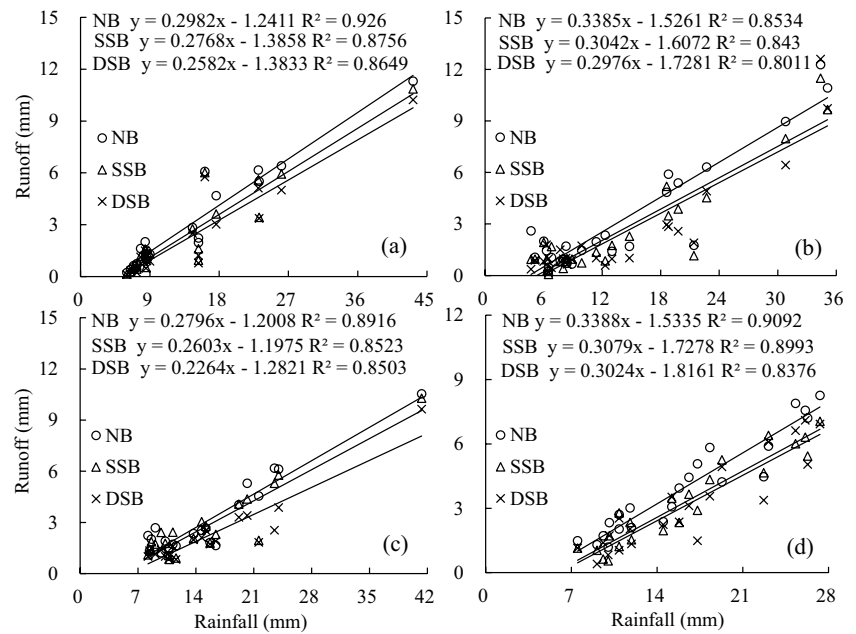 15
12
9
6
3
0
Runoff (mm)
NB y = 0.2982x - 1.2411 R² = 0.926
SSB y = 0.2768x - 1.3858 R² = 0.8756
DSB y = 0.2582x - 1.3833 R² = 0.8649
NB
SSB
DSB
(a)
0 9 18 27 36 45
15
12
9
6
3
0
NB y = 0.3385x - 1.5261 R² = 0.8534
SSB y = 0.3042x - 1.6072 R² = 0.843
DSB y = 0.2976x - 1.7281 R² = 0.8011
NB
SSB
DSB
(b)
0 6 12 18 24 30 36
15
12
9
6
3
0
Runoff (mm)
NB y = 0.2796x - 1.2008 R² = 0.8916
SSB y = 0.2603x - 1.1975 R² = 0.8523
DSB y = 0.2264x - 1.2821 R² = 0.8503
NB
SSB
DSB
(c)
0 7 14 21 28 35 42
Rainfall (mm)
12
9
6
3
0
NB y = 0.3388x - 1.5335 R² = 0.9092
SSB y = 0.3079x - 1.7278 R² = 0.8993
DSB y = 0.3024x - 1.8161 R² = 0.8376
NB
SSB
DSB
(d)
0 7 14 21 28
Rainfall (mm)